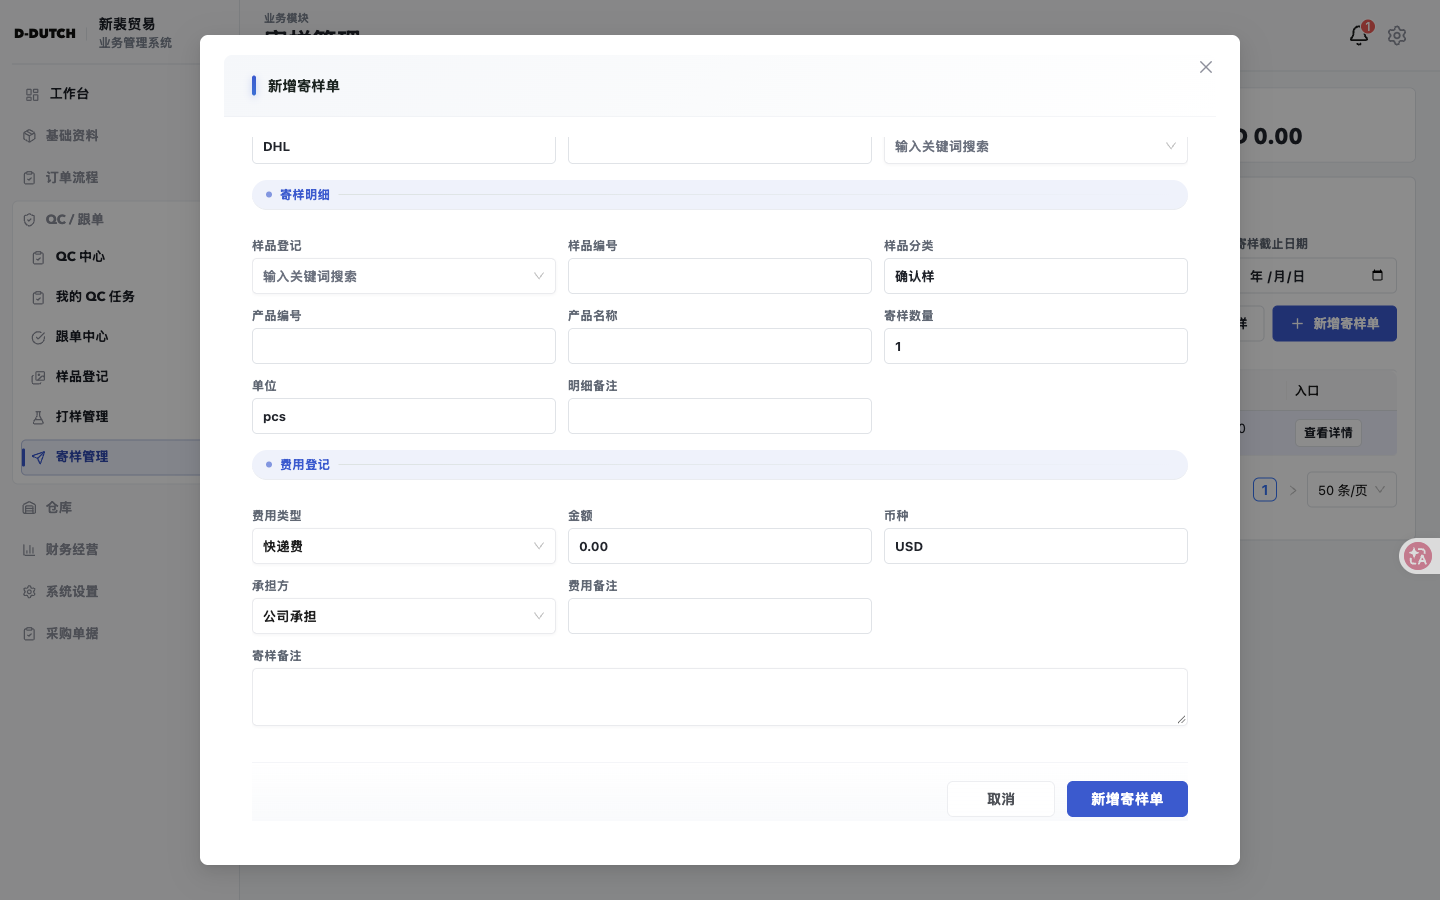 D-DUTCH
新裴贸易
业务管理系统
业务模块
寄样管理
1
工作台
基础资料
订单流程
QC / 跟单
QC 中心
我的 QC 任务
跟单中心
样品登记
打样管理
寄样管理
仓库
财务经营
系统设置
采购单据
新增寄样单
DHL
输入关键词搜索
寄样明细
样品登记
样品编号
样品分类
输入关键词搜索
确认样
产品编号
产品名称
寄样数量
1
单位
明细备注
pcs
费用登记
费用类型
金额
币种
快递费
0.00
USD
承担方
费用备注
公司承担
寄样备注
取消
新增寄样单
0.00
寄样截止日期
年 /月/日
样
新增寄样单
入口
0
查看详情
1
50 条/页